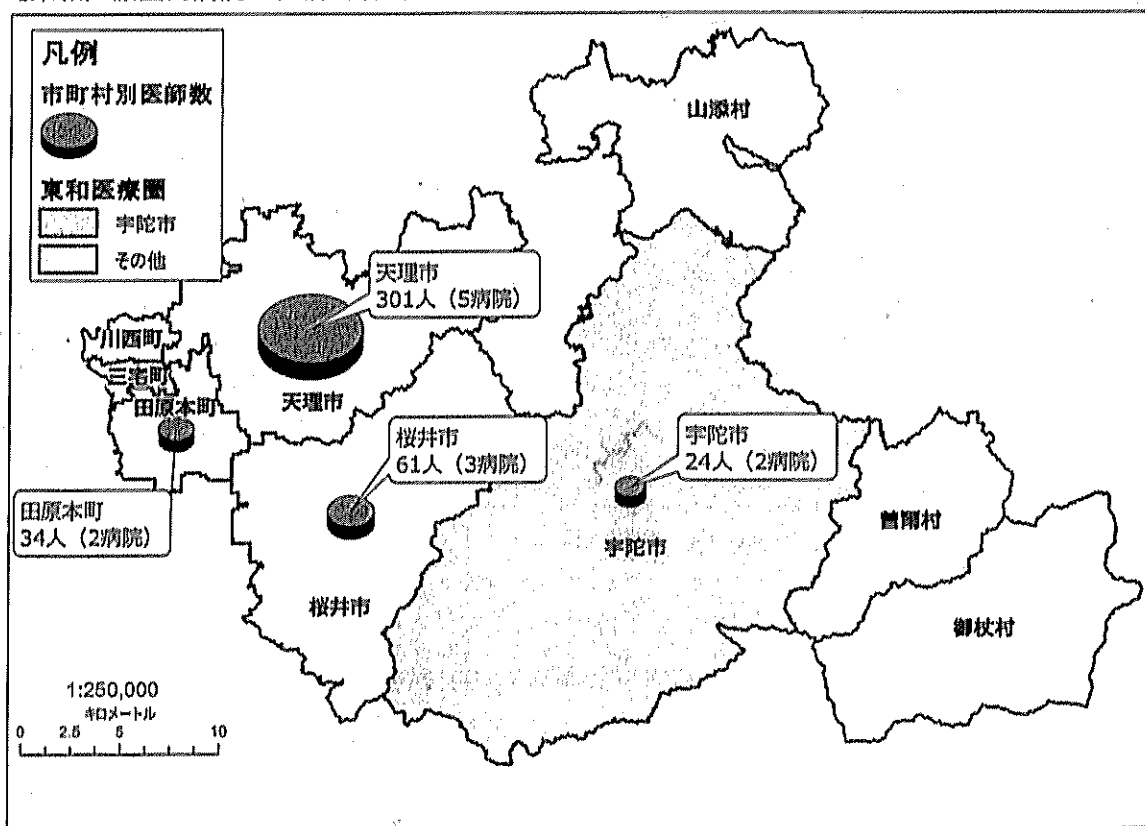 凡例
市町村別医師数
東和医療圏
宇陀市
その他
山添村
天理市
301人（5病院）
川西町
三宅町
田原本町
天理市
桜井市
61人（3病院）
宇陀市
24人（2病院）
田原本町
34人（2病院）
宇陀市
曽爾村
桜井市
御杖村
1:250,000
キロメートル
0 2.5 5 10